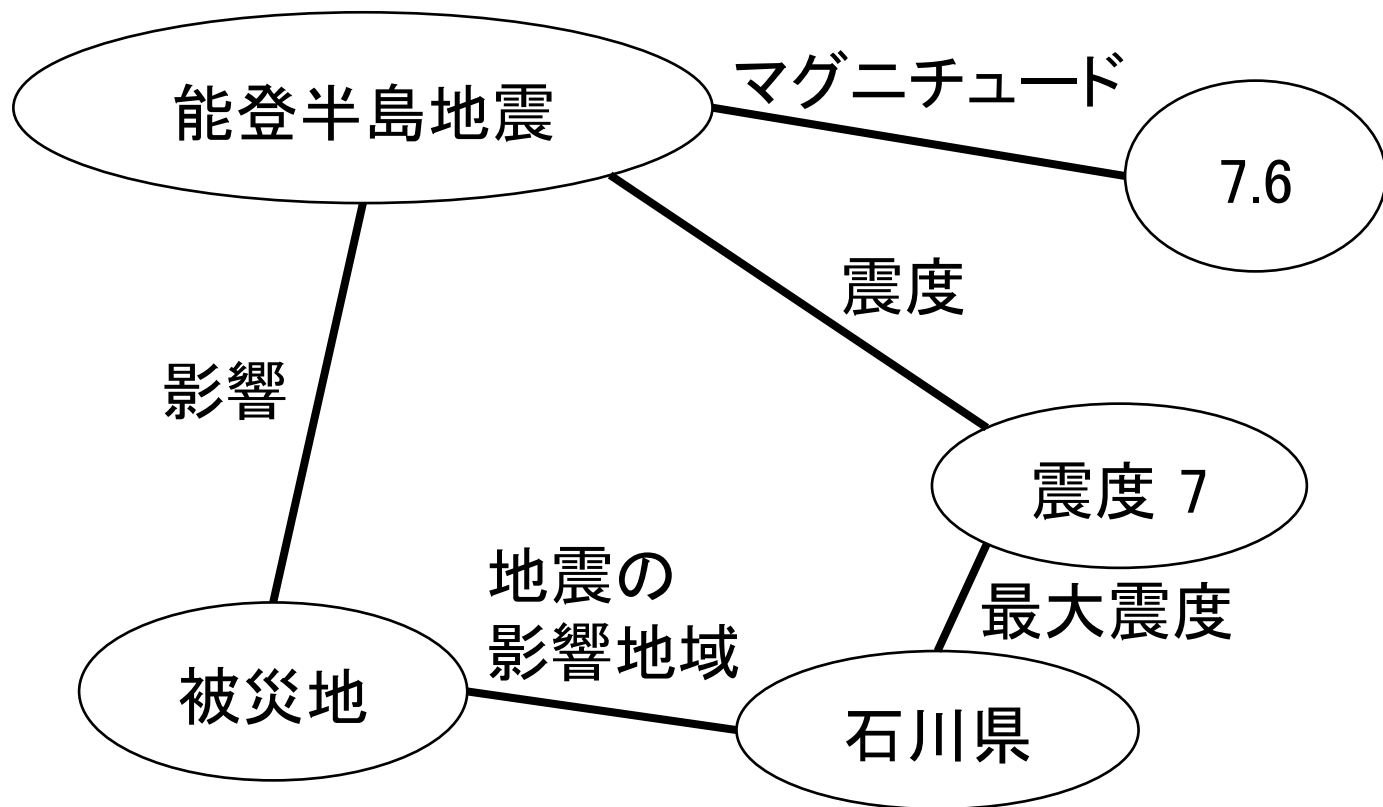 能登半島地震
マグニチュード
7.6
震度
影響
震度 7
地震の
影響地域
最大震度
被災地
石川県